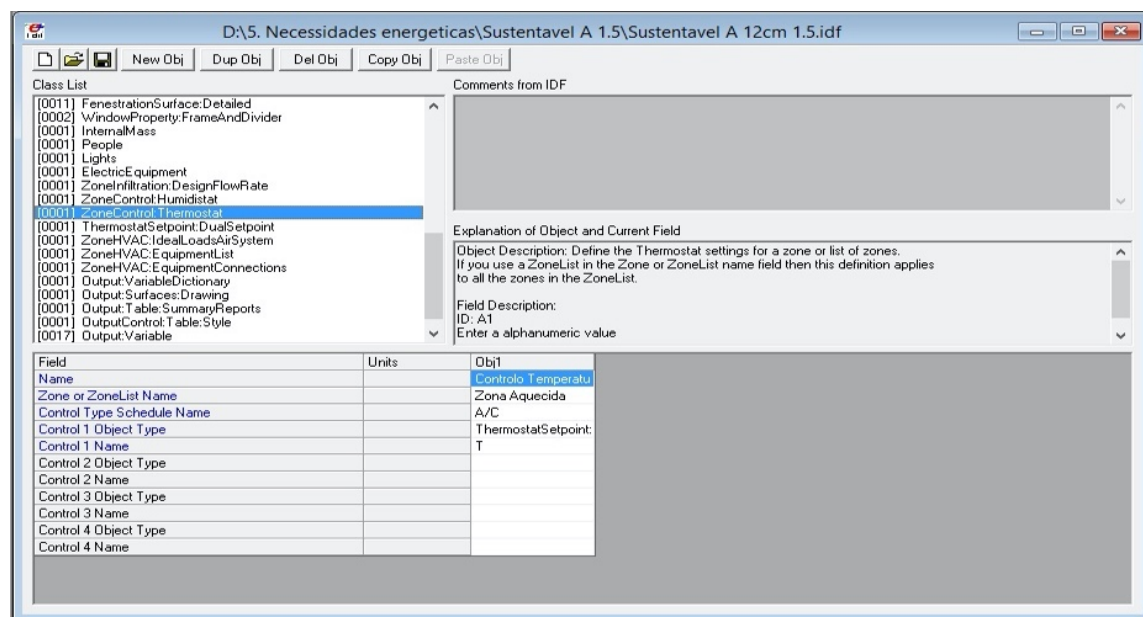 D:\5. Necessidades energeticas\Sustentavel A 1.5\Sustentavel A 12cm 1.5.idf
New Obj Dup Obj Del Obj Copy Obj Paste Obj
Class List
[0011] FenestrationSurface:Detailed
[0002] WindowProperty:FrameAndDivider
[0001] InternalMass
[0001] People
[0001] Lights
[0001] ElectricEquipment
[0001] ZoneInfiltration:DesignFlowRate
[0001] ZoneControl:Humidistat
[0001] ZoneControl:Thermostat
[0001] ThermostatSetpoint:DualSetpoint
[0001] ZoneHVAC:IdealLoadsAirSystem
[0001] ZoneHVAC:EquipmentList
[0001] ZoneHVAC:EquipmentConnections
[0001] Output:VariableDictionary
[0001] Output:Surfaces:Drawing
[0001] Output:Table:SummaryReports
[0001] OutputControl:Table:Style
[0017] Output:Variable
Comments from IDF
Explanation of Object and Current Field
Object Description: Define the Thermostat settings for a zone or list of zones.
If you use a ZoneList in the Zone or ZoneList name field then this definition applies
to all the zones in the ZoneList.
Field Description:
ID: A1
Enter a alphanumeric value
Field Units Obj1
Name Controlo Temperatu
Zone or ZoneList Name Zona Aquecida
Control Type Schedule Name A/C
Control 1 Object Type ThermostatSetpoint:
Control 1 Name T
Control 2 Object Type
Control 2 Name
Control 3 Object Type
Control 3 Name
Control 4 Object Type
Control 4 Name